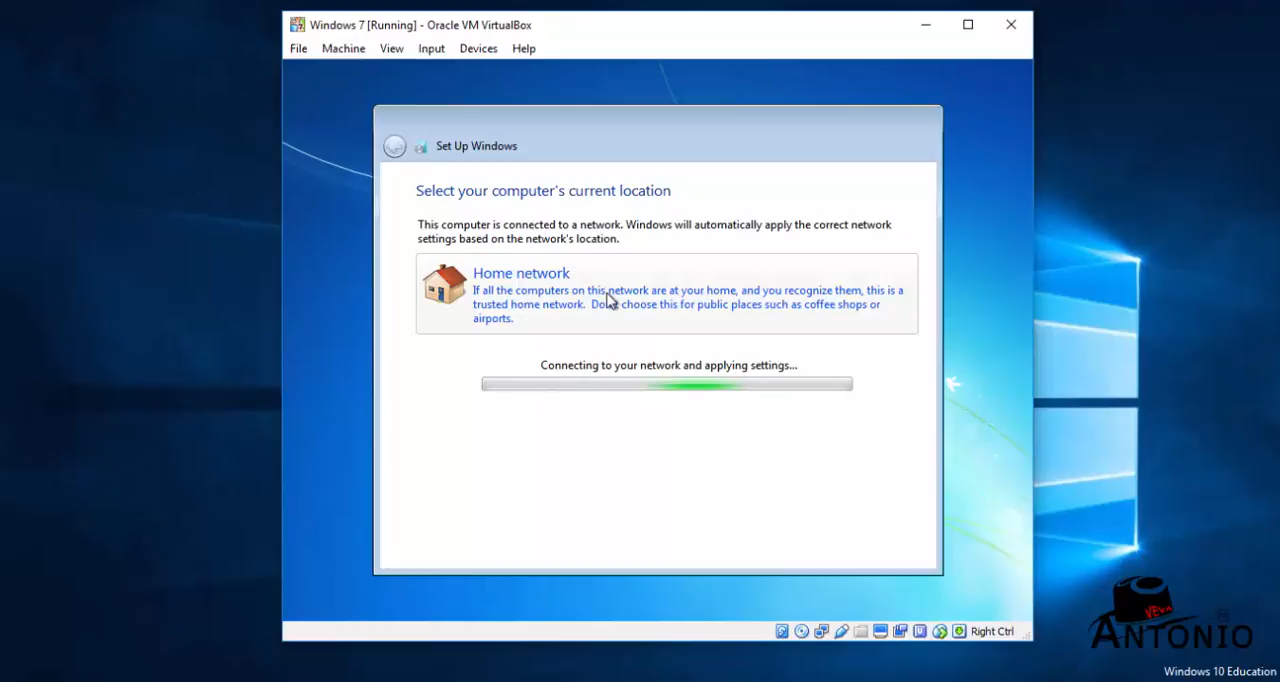 Windows 7 [Running] - Oracle VM VirtualBox
File Machine View Input Devices Help
Set Up Windows
Select your computer's current location
This computer is connected to a network. Windows will automatically apply the correct network
settings based on the network's location.
Home network
If all the computers on this network are at your home, and you recognize them, this is a
trusted home network. Don't choose this for public places such as coffee shops or
airports.
Connecting to your network and applying settings...
Right Ctrl
VEVA
ANTONIO
Windows 10 Education